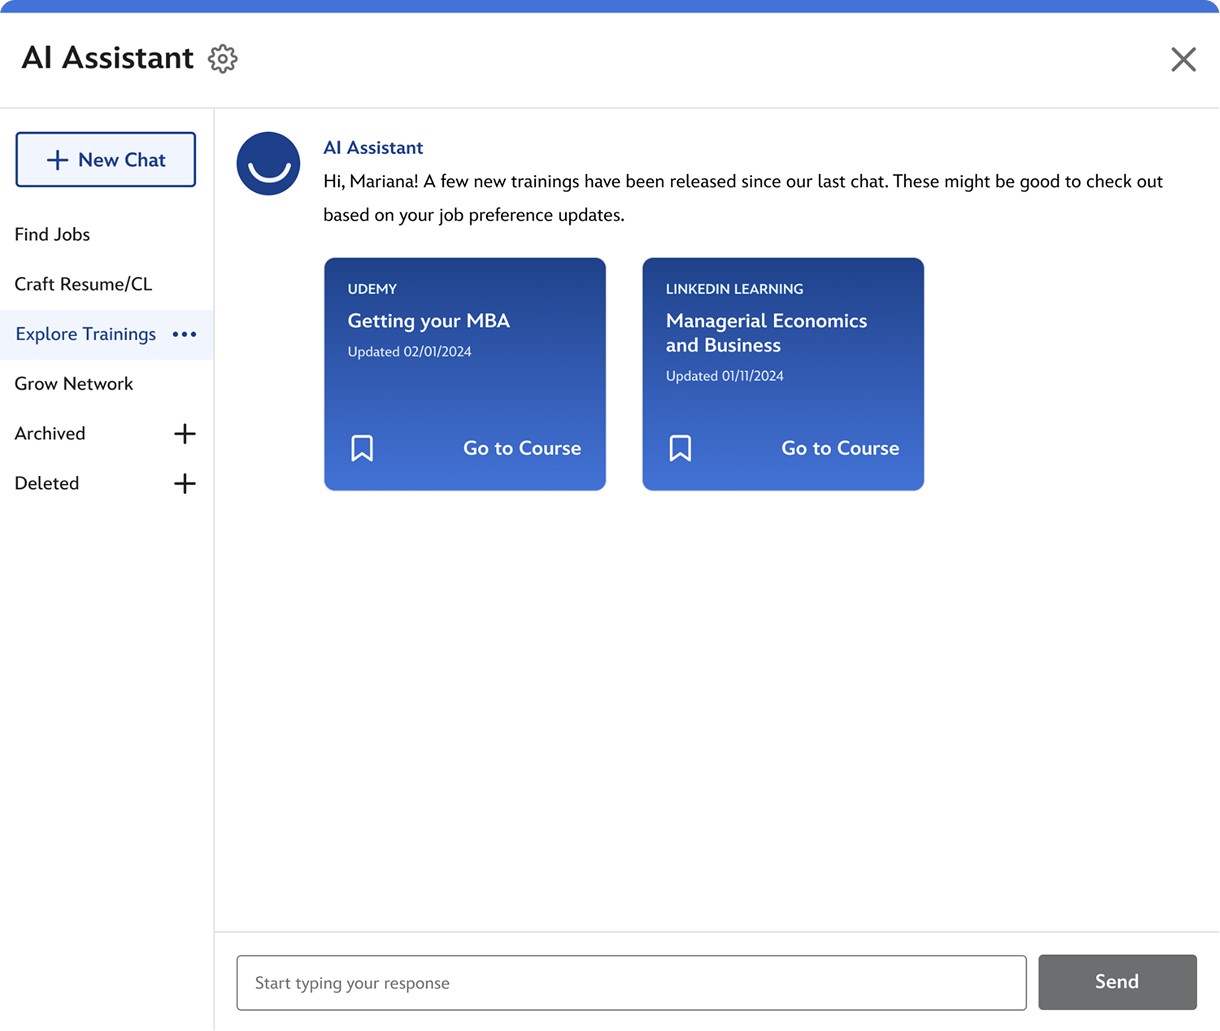 AI Assistant
New Chat
Find Jobs
Craft Resume/CL
Explore Trainings
Grow Network
Archived
Deleted
AI Assistant
Hi, Mariana! A few new trainings have been released since our last chat. These might be good to check out
based on your job preference updates.
UDEMY
Getting your MBA
Updated 02/01/2024
Go to Course
LINKEDIN LEARNING
Managerial Economics
and Business
Updated 01/11/2024
Go to Course
Start typing your response
Send